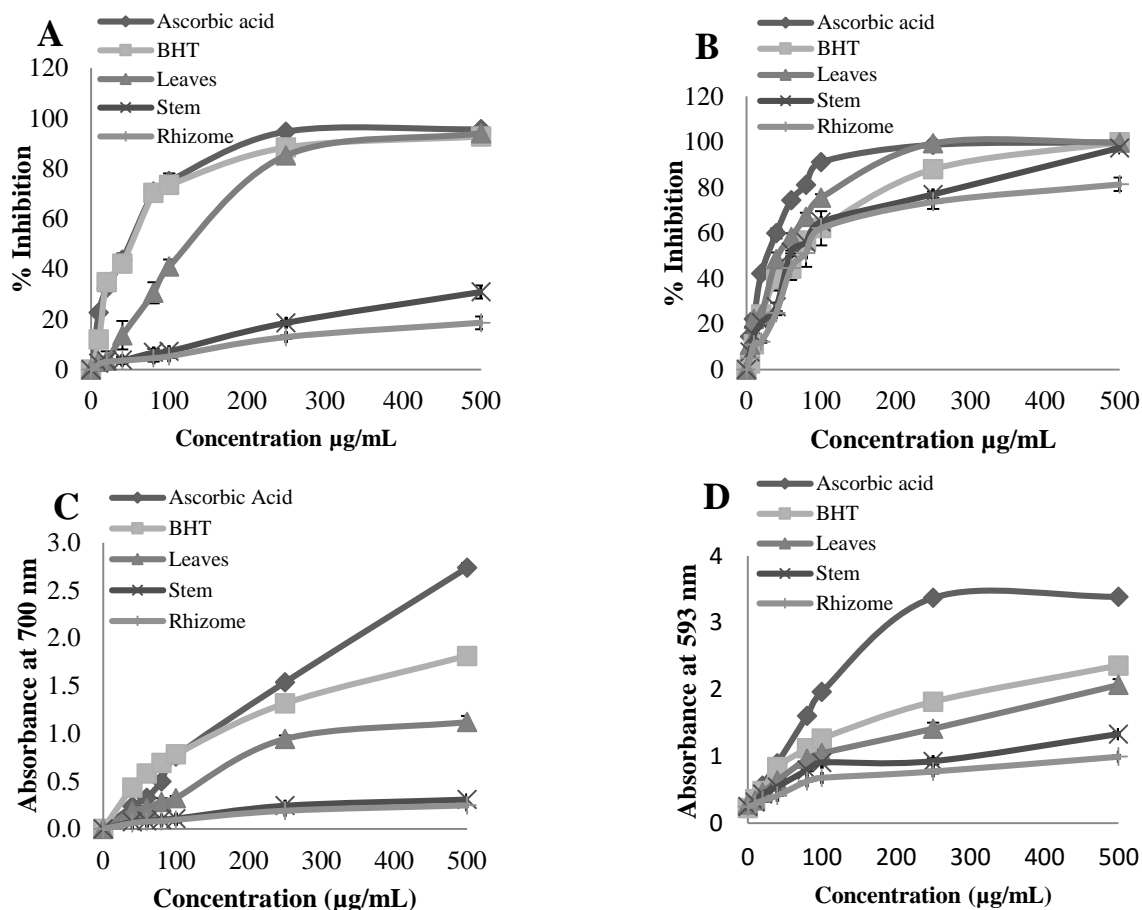 A
Ascorbic acid
BHT
Leaves
Stem
Rhizome
120
100
80
60
40
20
0
% Inhibition
0 100 200 300 400 500
Concentration µg/mL
B
Ascorbic acid
BHT
Leaves
Stem
Rhizome
120
100
80
60
40
20
0
% Inhibition
0 100 200 300 400 500
Concentration µg/mL
C
Ascorbic Acid
BHT
Leaves
Stem
Rhizome
3.0
2.5
2.0
1.5
1.0
0.5
0.0
Absorbance at 700 nm
0 100 200 300 400 500
Concentration (µg/mL)
D
Ascorbic acid
BHT
Leaves
Stem
Rhizome
4
3
2
1
0
Absorbance at 593 nm
0 100 200 300 400 500
Concentration (µg/mL)